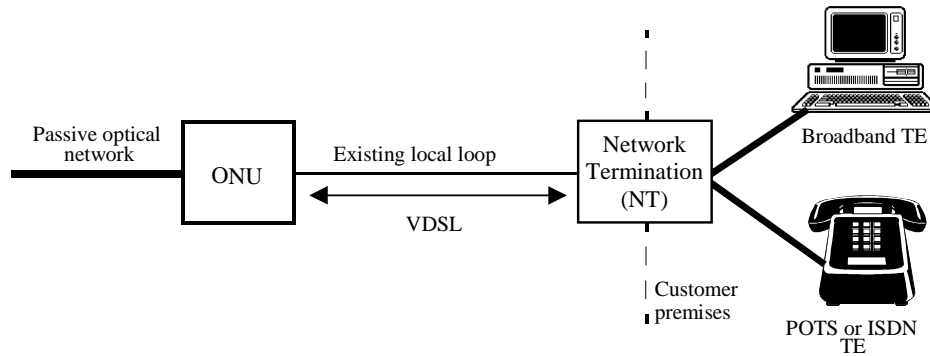 Passive optical
network
ONU
Existing local loop
VDSL
Network
Termination
(NT)
Customer
premises
Broadband TE
POTS or ISDN
TE